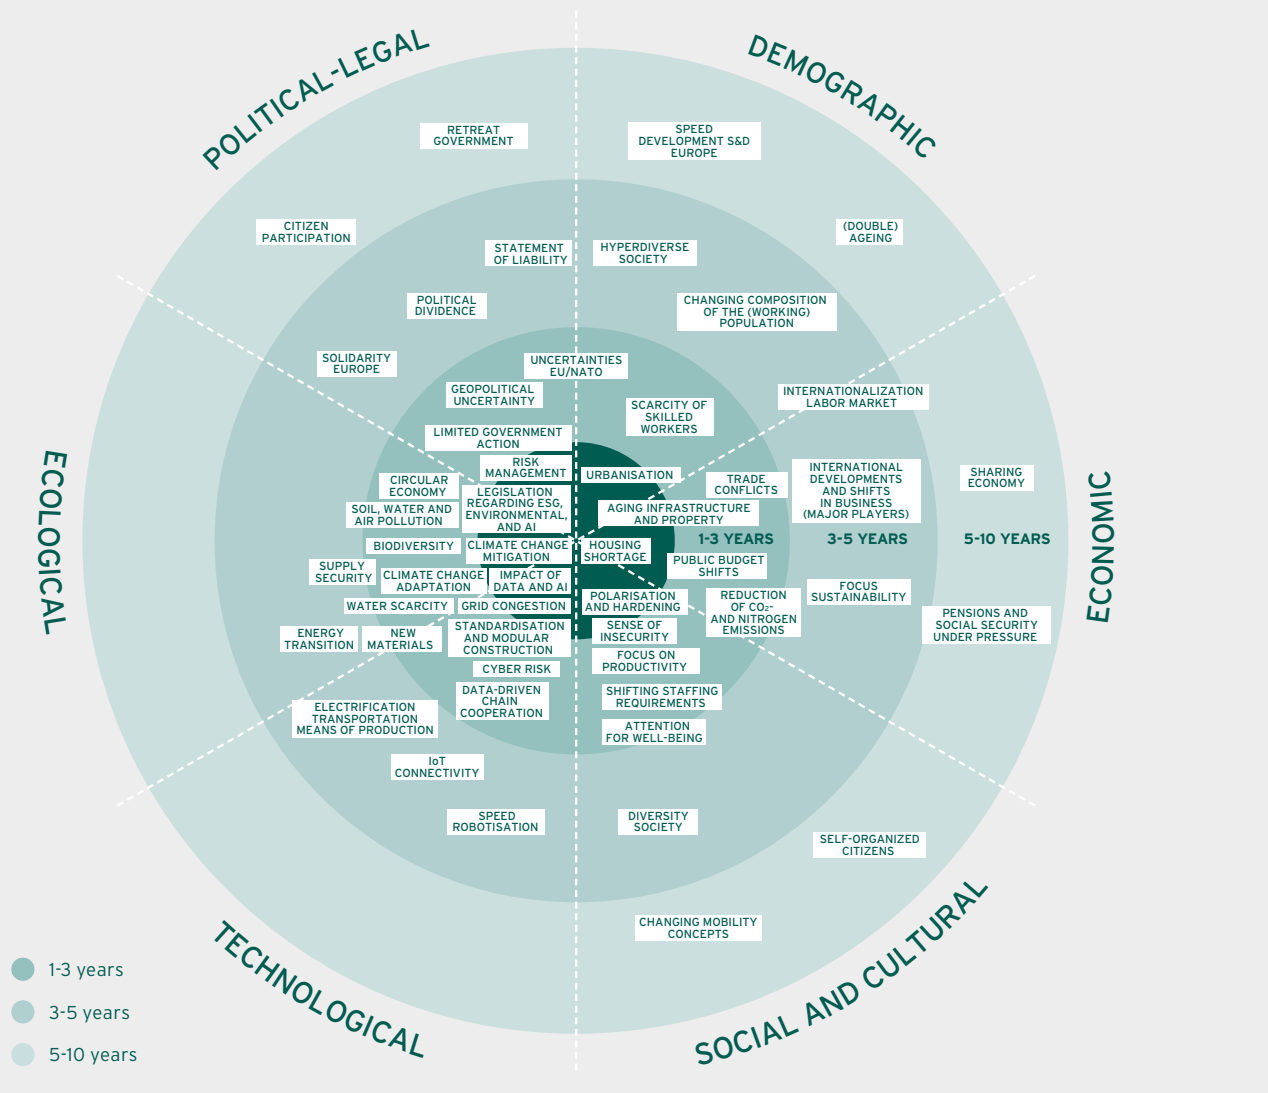 POLITICAL-LEGAL
DEMOGRAPHIC
RETREAT
GOVERNMENT
SPEED
DEVELOPMENT S&D
EUROPE
CITIZEN
PARTICIPATION
(DOUBLE)
AGEING
STATEMENT
OF LIABILITY
HYPERDIVERSE
SOCIETY
POLITICAL
DIVIDENCE
CHANGING COMPOSITION
OF THE (WORKING)
POPULATION
SOLIDARITY
EUROPE
UNCERTAINTIES
EU/NATO
GEOPOLITICAL
UNCERTAINTY
INTERNATIONALIZATION
LABOR MARKET
SCARCITY OF
SKILLED
WORKERS
LIMITED GOVERNMENT
ACTION
RISK
MANAGEMENT
URBANISATION
CIRCULAR
ECONOMY
TRADE
CONFLICTS
INTERNATIONAL
DEVELOPMENTS
AND SHIFTS
IN BUSINESS
(MAJOR PLAYERS)
SHARING
ECONOMY
LEGISLATION
REGARDING ESG,
ENVIRONMENTAL,
AND AI
SOIL, WATER AND
AIR POLLUTION
AGING INFRASTRUCTURE
AND PROPERTY
ECOLOGICAL
ECONOMIC
1-3 YEARS
3-5 YEARS
5-10 YEARS
BIODIVERSITY
CLIMATE CHANGE
MITIGATION
HOUSING
SHORTAGE
SUPPLY
SECURITY
PUBLIC BUDGET
SHIFTS
CLIMATE CHANGE
ADAPTATION
IMPACT OF
DATA AND AI
FOCUS
SUSTAINABILITY
WATER SCARCITY
GRID CONGESTION
POLARISATION
AND HARDENING
REDUCTION
OF CO₂-
AND NITROGEN
EMISSIONS
PENSIONS AND
SOCIAL SECURITY
UNDER PRESSURE
ENERGY
TRANSITION
NEW
MATERIALS
STANDARDISATION
AND MODULAR
CONSTRUCTION
SENSE OF
INSECURITY
CYBER RISK
FOCUS ON
PRODUCTIVITY
DATA-DRIVEN
CHAIN
COOPERATION
SHIFTING STAFFING
REQUIREMENTS
ELECTRIFICATION
TRANSPORTATION
MEANS OF PRODUCTION
ATTENTION
FOR WELL-BEING
IoT
CONNECTIVITY
SPEED
ROBOTISATION
DIVERSITY
SOCIETY
SELF-ORGANIZED
CITIZENS
CHANGING MOBILITY
CONCEPTS
TECHNOLOGICAL
SOCIAL AND CULTURAL
1-3 years
3-5 years
5-10 years